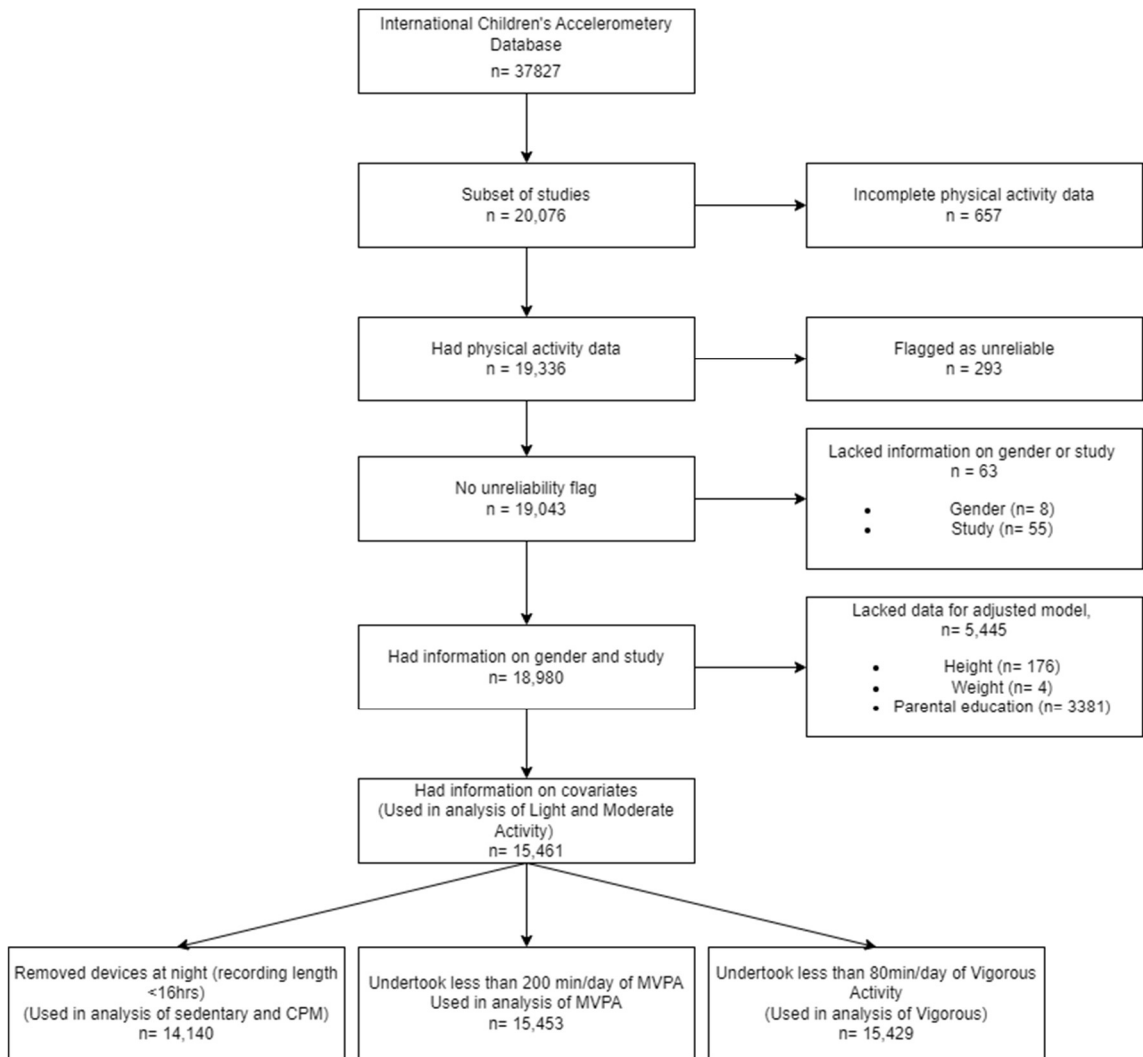 International Children's Accelerometery
Database
n= 37827
Subset of studies
n = 20,076
Incomplete physical activity data
n = 657
Had physical activity data
n = 19,336
Flagged as unreliable
n = 293
No unreliability flag
n = 19,043
Lacked information on gender or study
n = 63
• Gender (n= 8)
• Study (n= 55)
Had information on gender and study
n= 18,980
Lacked data for adjusted model,
n= 5,445
• Height (n= 176)
• Weight (n= 4)
• Parental education (n= 3381)
Had information on covariates
(Used in analysis of Light and Moderate
Activity)
n= 15,461
Removed devices at night (recording length
<16hrs)
(Used in analysis of sedentary and CPM)
n= 14,140
Undertook less than 200 min/day of MVPA
Used in analysis of MVPA
n= 15,453
Undertook less than 80min/day of Vigorous
Activity
(Used in analysis of Vigorous)
n= 15,429